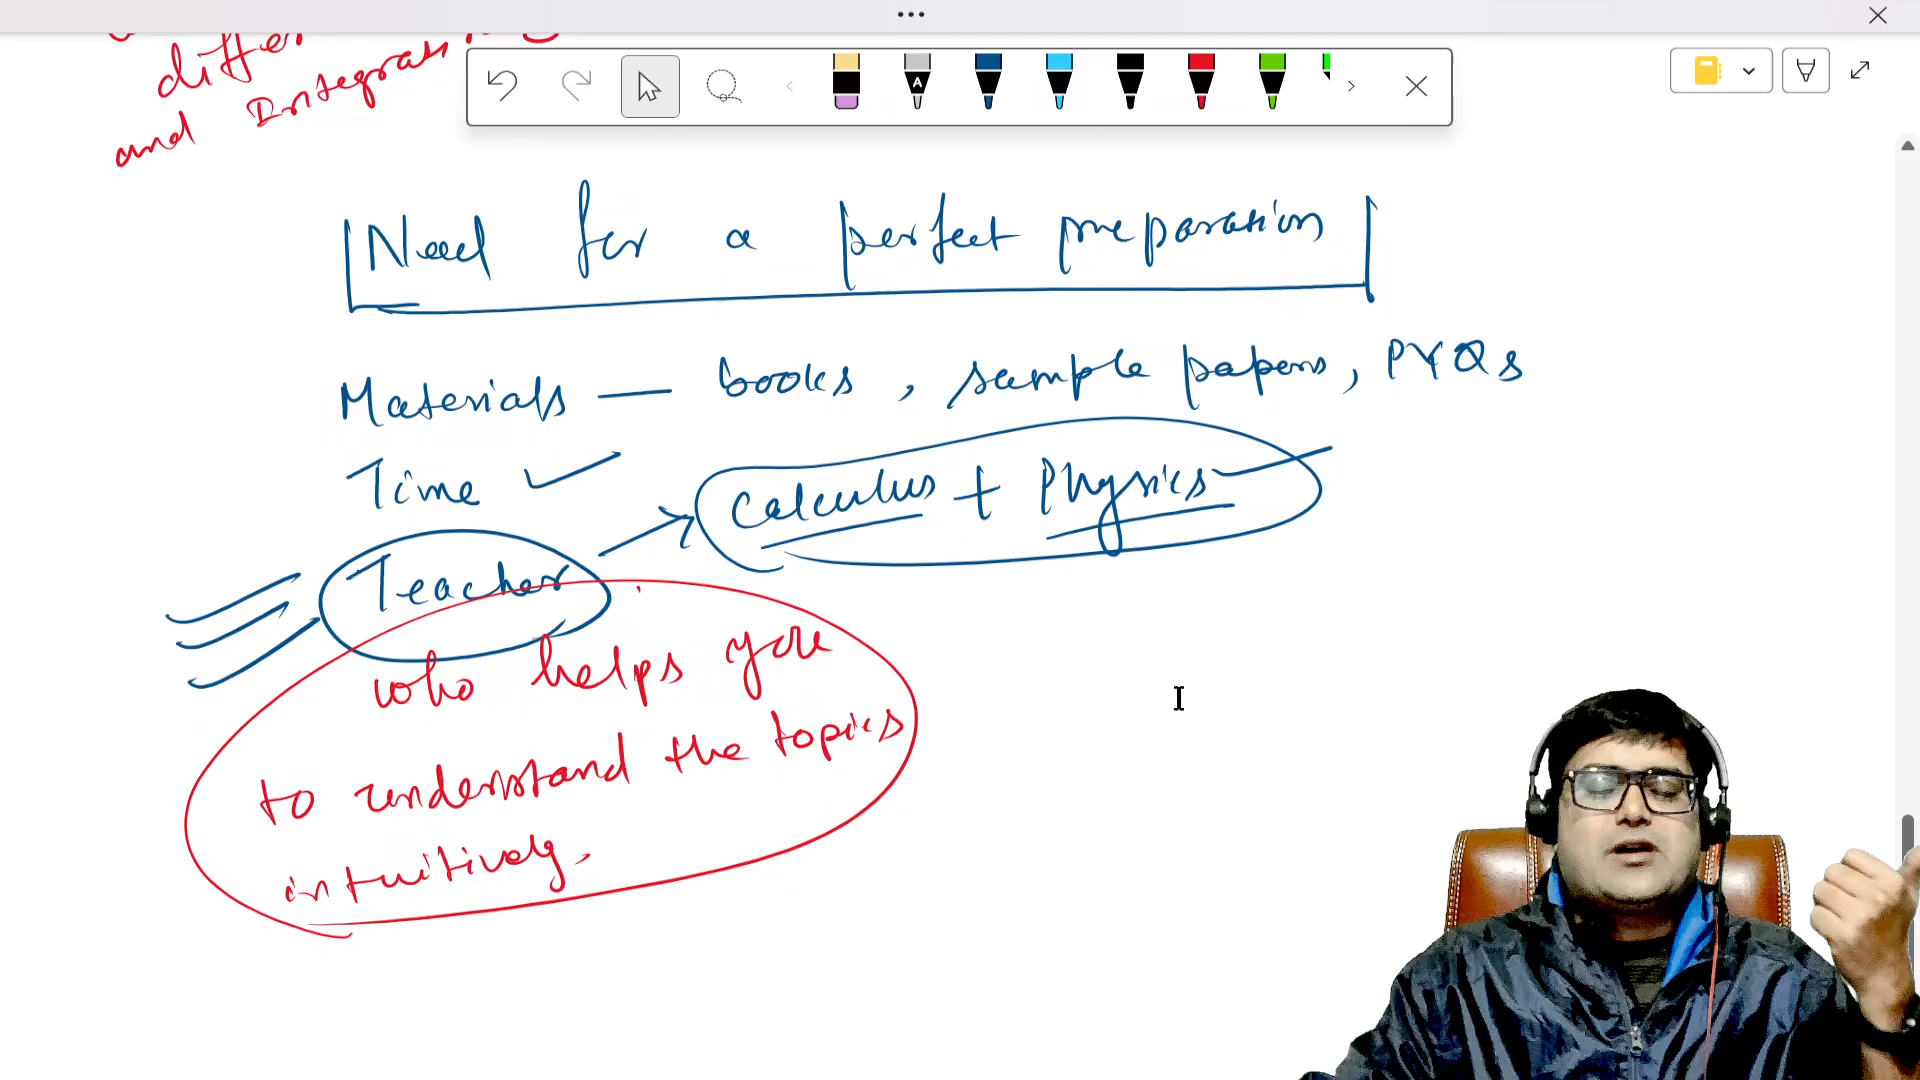 and Integrati
Need for a perfect preparation
Materials — books, sample papers, PYQs
Time
Calculus + Physics
Teacher
who helps you
to understand the topics
intuitively.
A